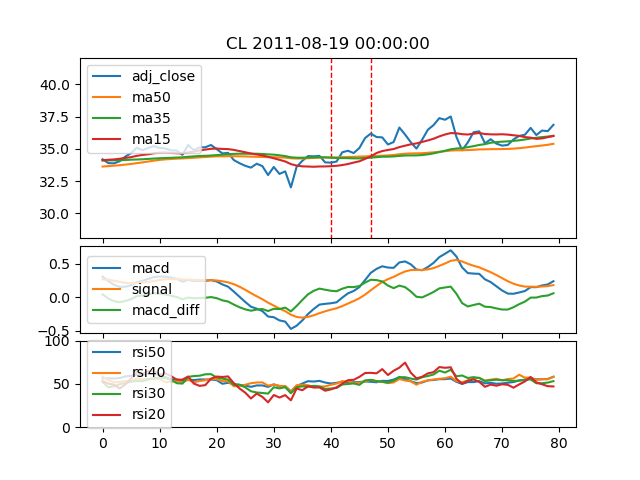 CL 2011-08-19 00:00:00
40.0
37.5
35.0
32.5
30.0
adj_close
ma50
ma35
ma15
0.5
0.0
−0.5
macd
signal
macd_diff
100
50
0
rsi50
rsi40
rsi30
rsi20
0 10 20 30 40 50 60 70 80